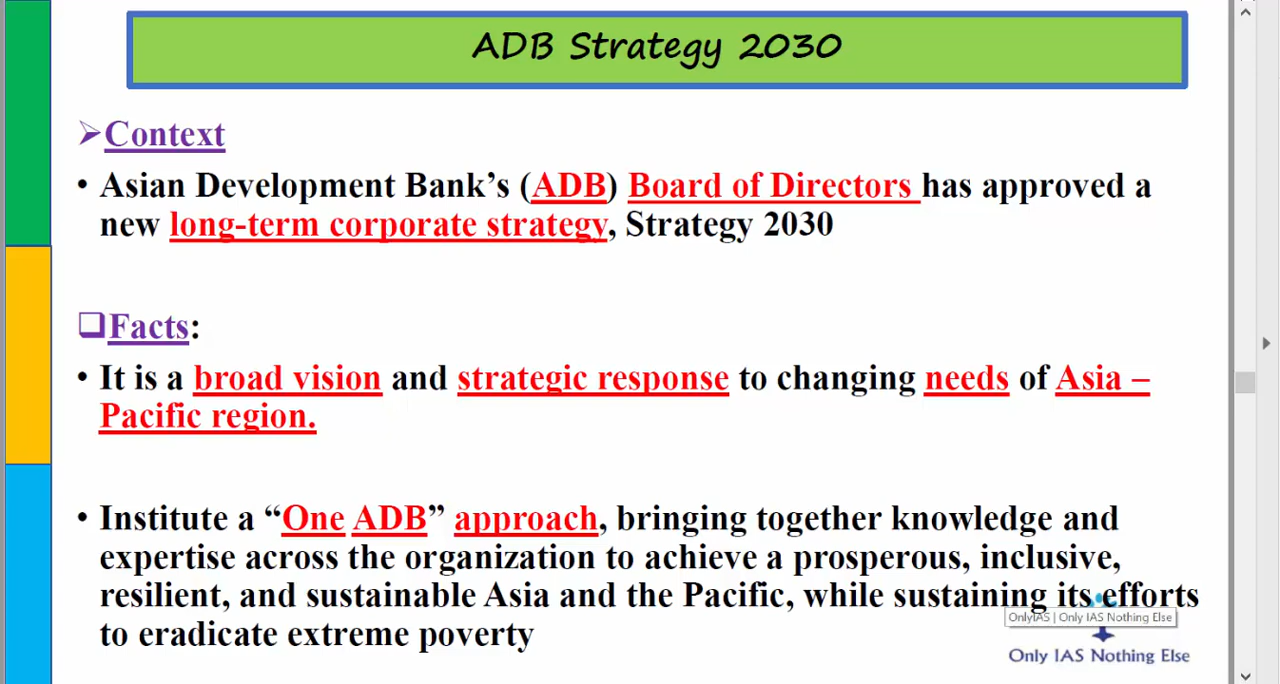 ADB Strategy 2030
➢Context
• Asian Development Bank’s (ADB) Board of Directors has approved a
new long-term corporate strategy, Strategy 2030
❑Facts:
• It is a broad vision and strategic response to changing needs of Asia –
Pacific region.
• Institute a “One ADB” approach, bringing together knowledge and
expertise across the organization to achieve a prosperous, inclusive,
resilient, and sustainable Asia and the Pacific, while sustaining its efforts
to eradicate extreme poverty
OnlyIAS | Only IAS Nothing Else
Only IAS Nothing Else